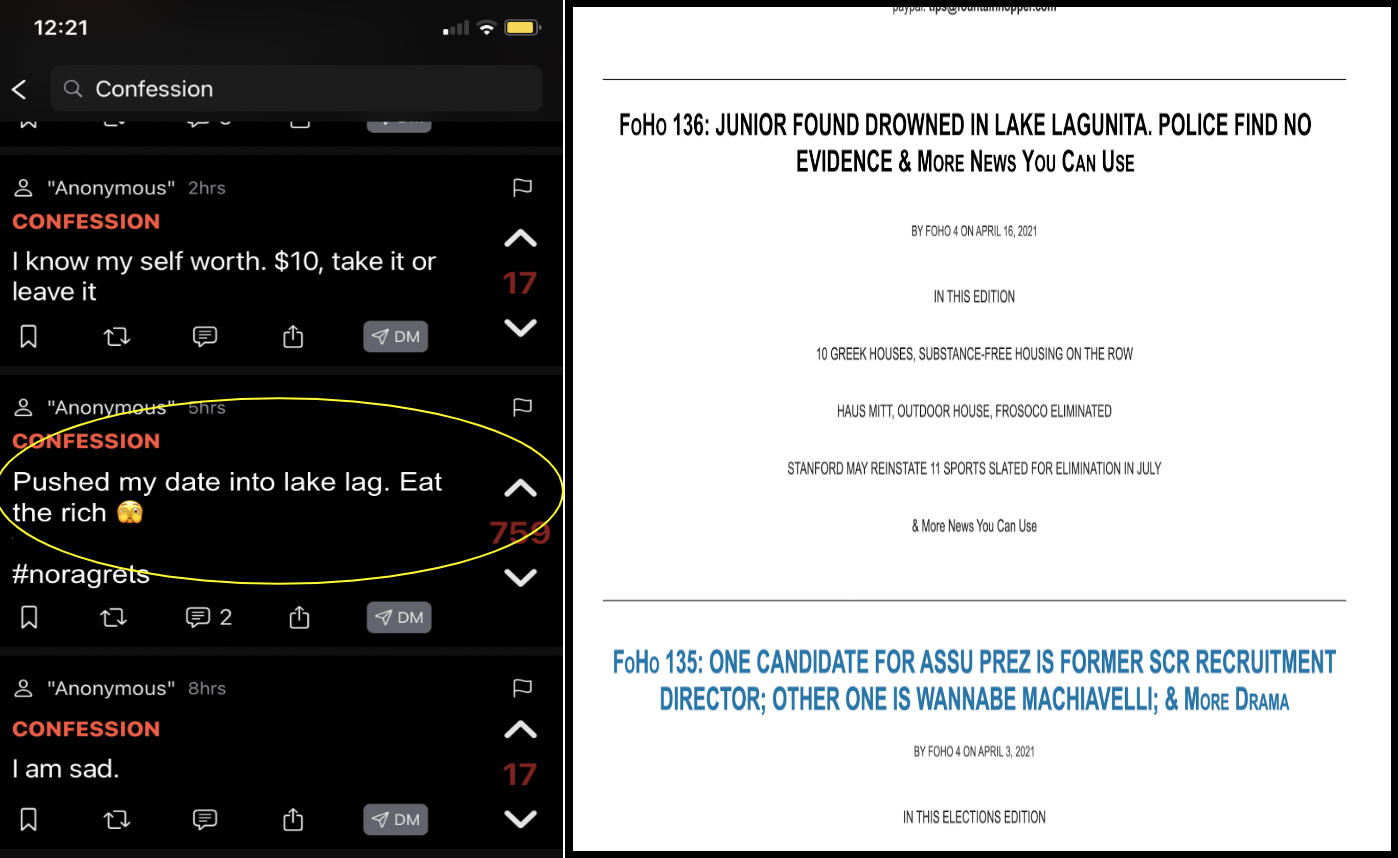 12:21
Confession
"Anonymous" 2hrs
CONFESSION
I know my self worth. $10, take it or
leave it
17
DM
"Anonymous" 5hrs
CONFESSION
Pushed my date into lake lag. Eat
the rich 🫣
759
#noragrets
2
DM
"Anonymous" 8hrs
CONFESSION
I am sad.
17
DM
paypal: tips@fountainhopper.com
FoHo 136: JUNIOR FOUND DROWNED IN LAKE LAGUNITA. POLICE FIND NO
EVIDENCE & More News You Can Use
BY FOHO 4 ON APRIL 16, 2021
IN THIS EDITION
10 GREEK HOUSES, SUBSTANCE-FREE HOUSING ON THE ROW
HAUS MITT, OUTDOOR HOUSE, FROSOCO ELIMINATED
STANFORD MAY REINSTATE 11 SPORTS SLATED FOR ELIMINATION IN JULY
& More News You Can Use
FoHo 135: ONE CANDIDATE FOR ASSU PREZ IS FORMER SCR RECRUITMENT
DIRECTOR; OTHER ONE IS WANNABE MACHIAVELLI; & More Drama
BY FOHO 4 ON APRIL 3, 2021
IN THIS ELECTIONS EDITION